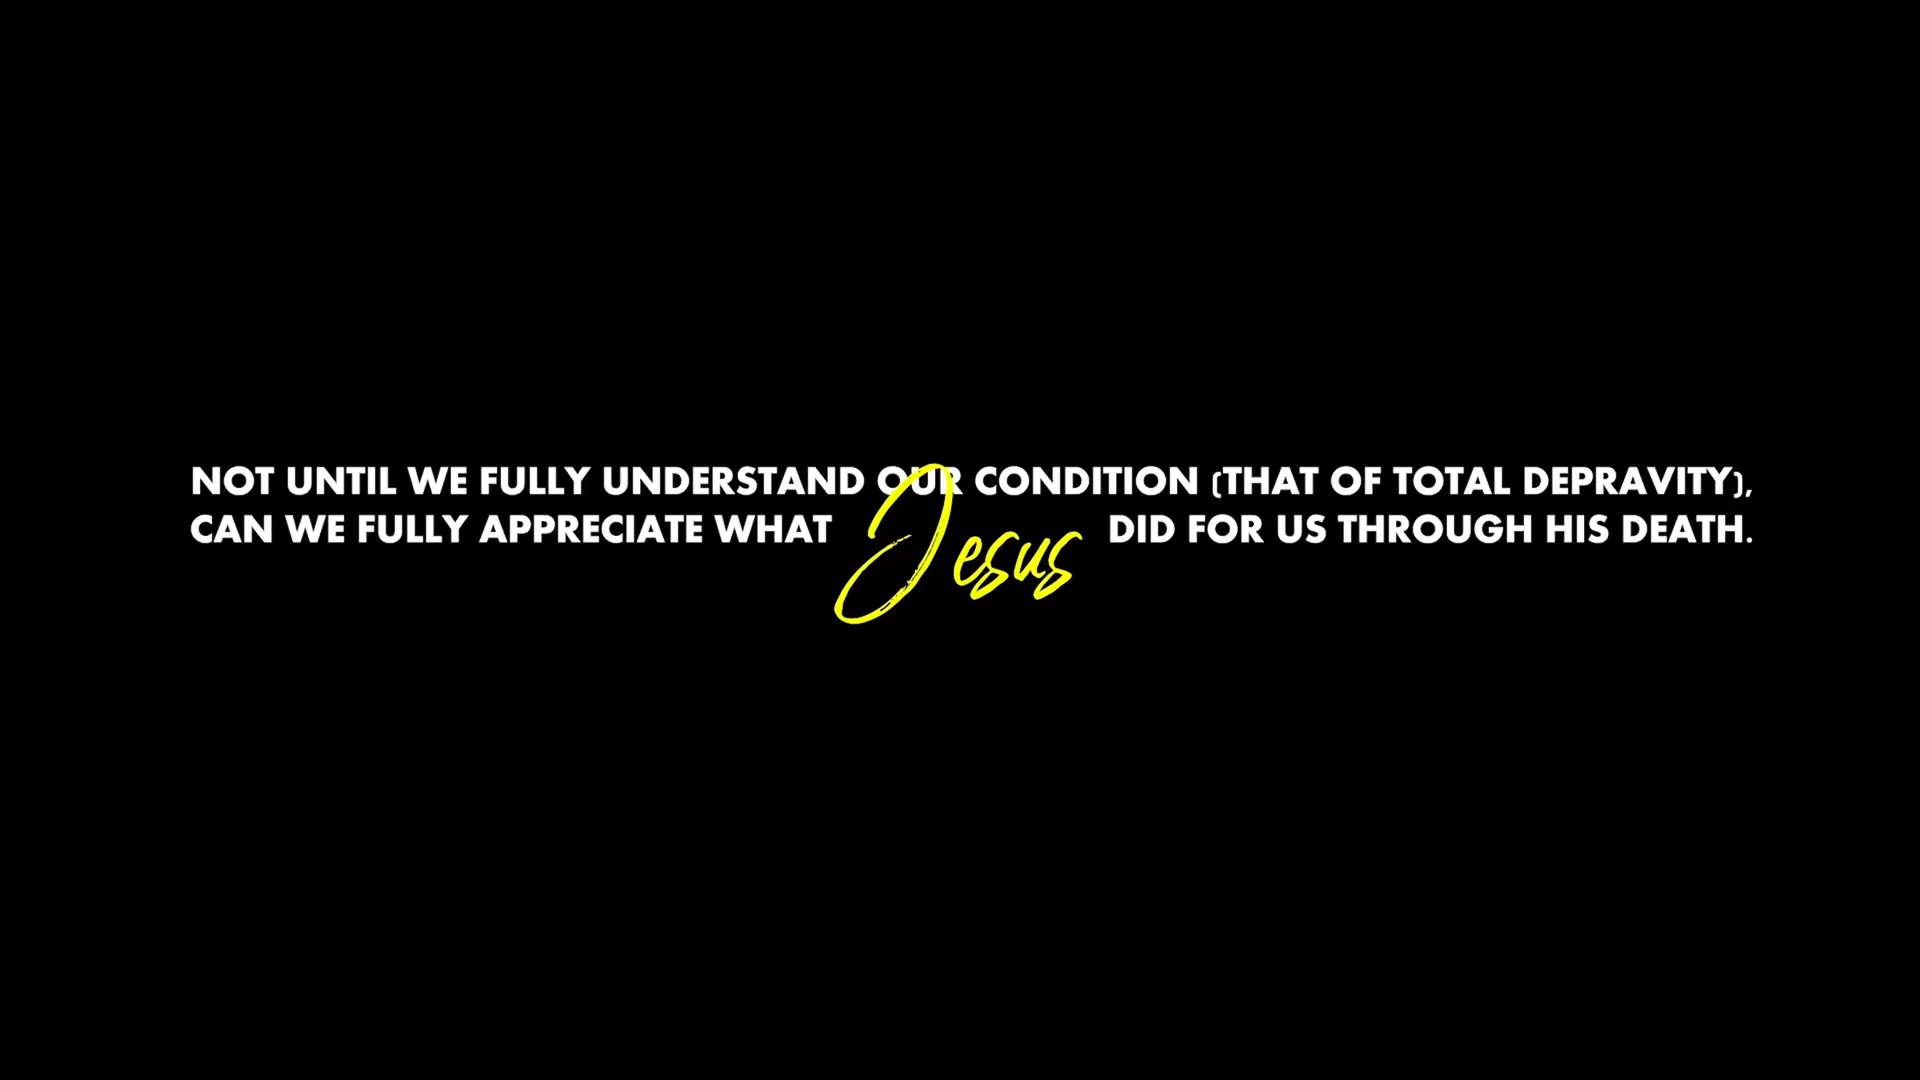 NOT UNTIL WE FULLY UNDERSTAND OUR CONDITION (THAT OF TOTAL DEPRAVITY),
CAN WE FULLY APPRECIATE WHAT Jesus DID FOR US THROUGH HIS DEATH.